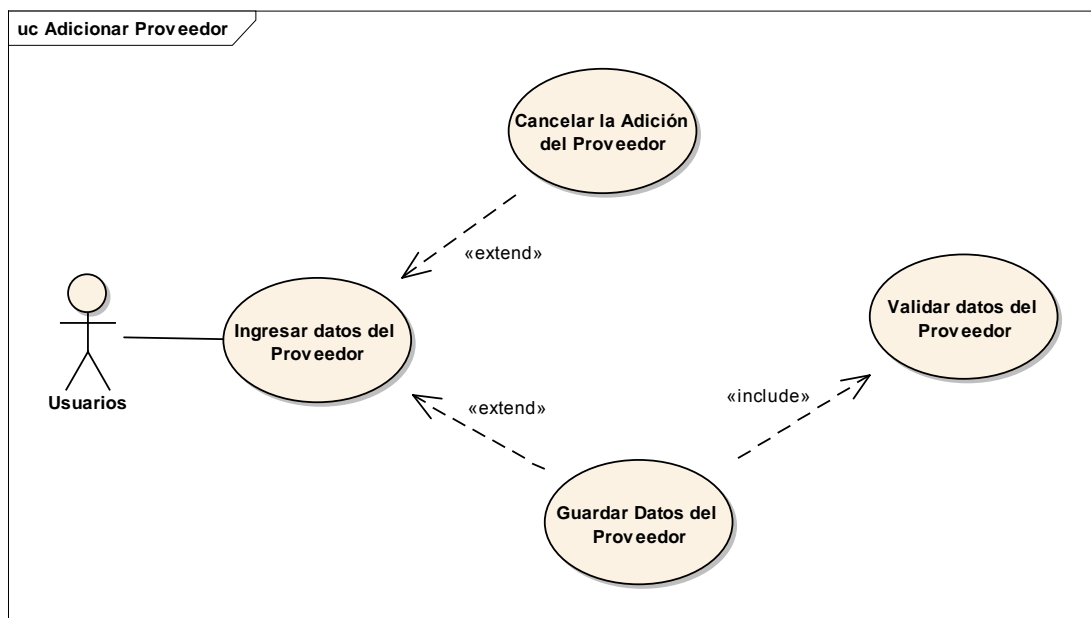 uc Adicionar Proveedor
Cancelar la Adición
del Proveedor
«extend»
Ingresar datos del
Proveedor
Usuarios
Validar datos del
Proveedor
«extend»
«include»
Guardar Datos del
Proveedor